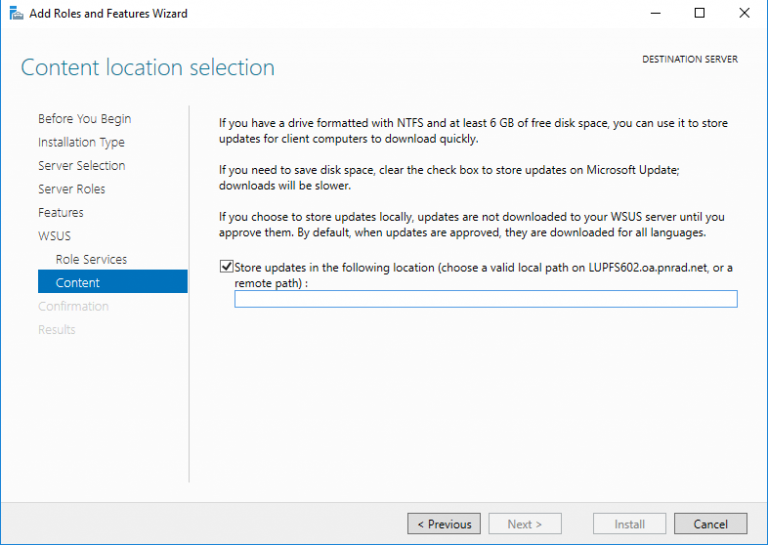 Add Roles and Features Wizard
Content location selection
DESTINATION SERVER
Before You Begin
Installation Type
Server Selection
Server Roles
Features
WSUS
Role Services
Content
Confirmation
Results
If you have a drive formatted with NTFS and at least 6 GB of free disk space, you can use it to store
updates for client computers to download quickly.
If you need to save disk space, clear the check box to store updates on Microsoft Update;
downloads will be slower.
If you choose to store updates locally, updates are not downloaded to your WSUS server until you
approve them. By default, when updates are approved, they are downloaded for all languages.
Store updates in the following location (choose a valid local path on LUPFS602.oa.pnrad.net, or a
remote path) :
< Previous
Next >
Install
Cancel